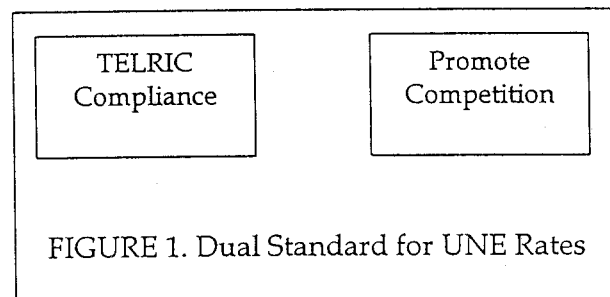 TELRIC
Compliance
Promote
Competition
FIGURE 1. Dual Standard for UNE Rates